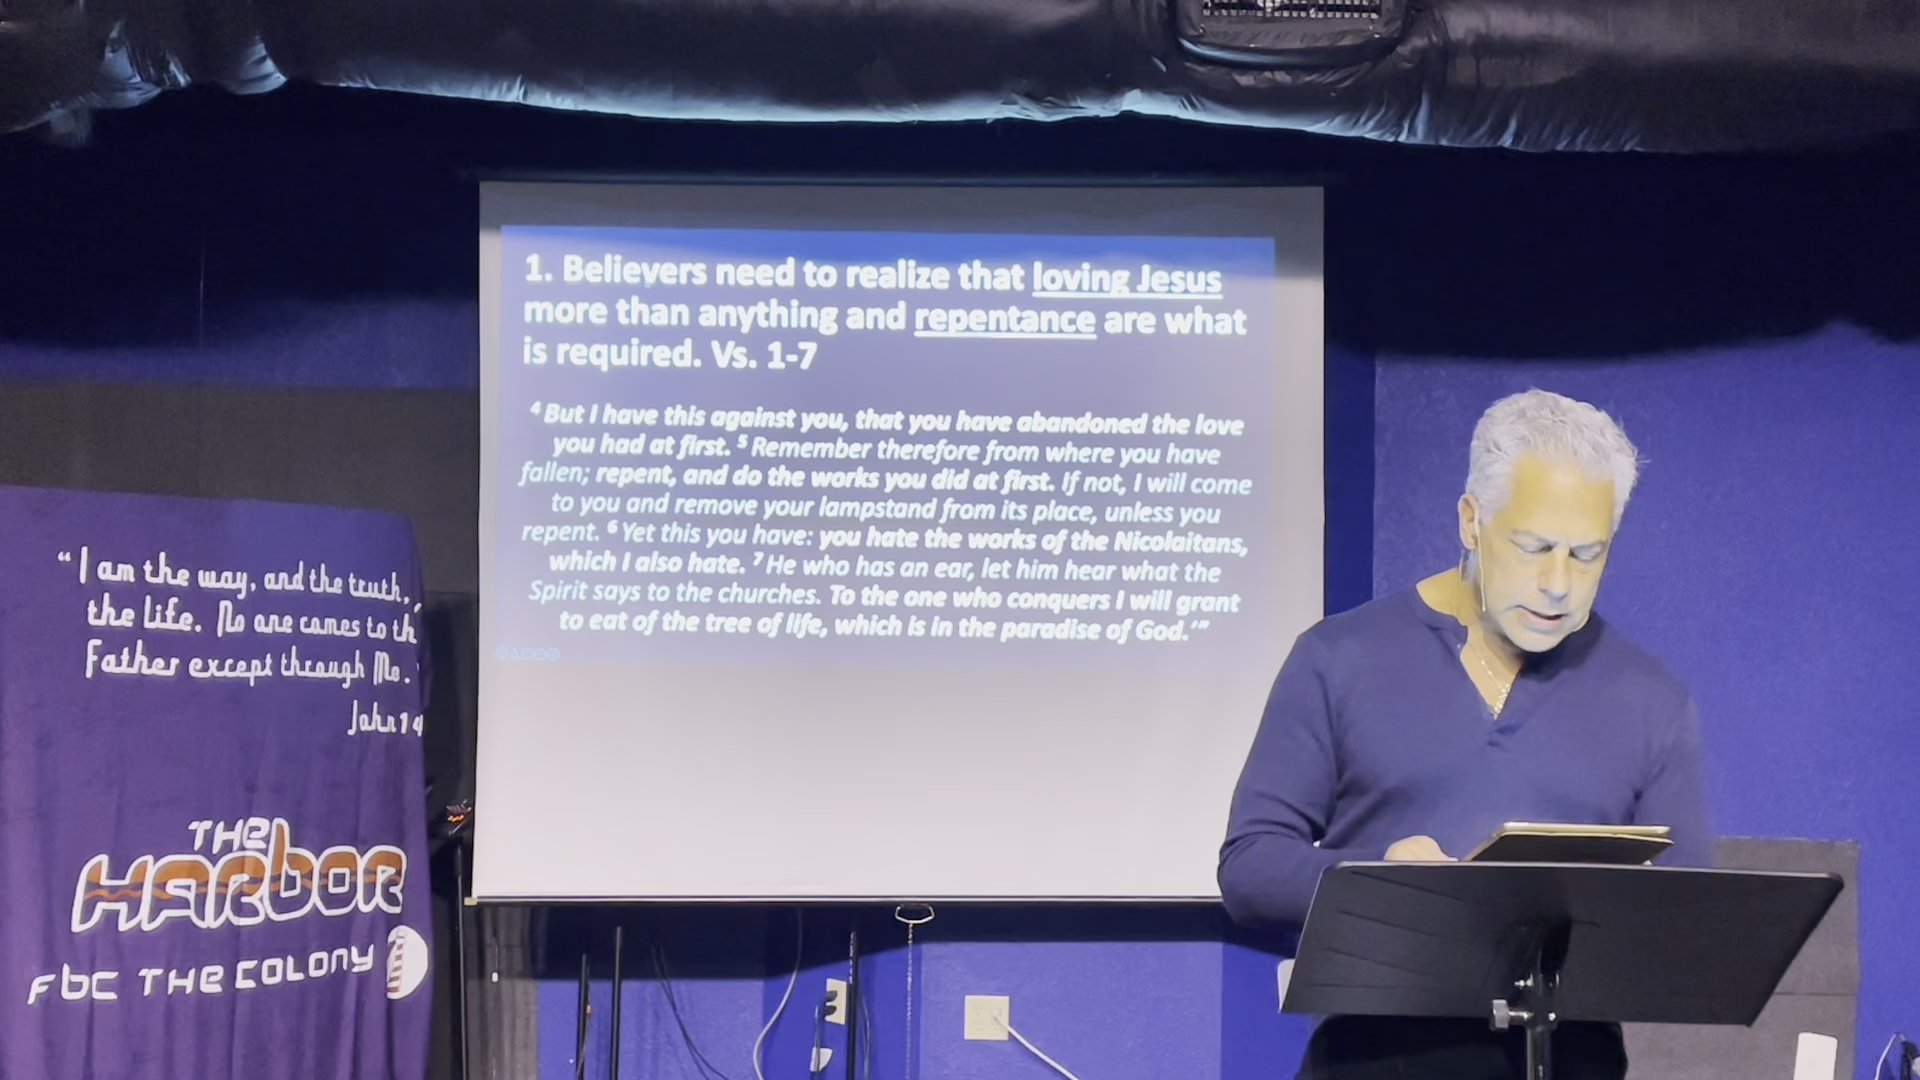 1. Believers need to realize that loving Jesus
more than anything and repentance are what
is required. Vs. 1-7
4 But I have this against you, that you have abandoned the love
you had at first. 5 Remember therefore from where you have
fallen; repent, and do the works you did at first. If not, I will come
to you and remove your lampstand from its place, unless you
repent. 6 Yet this you have: you hate the works of the Nicolaitans,
which I also hate. 7 He who has an ear, let him hear what the
Spirit says to the churches. To the one who conquers I will grant
to eat of the tree of life, which is in the paradise of God.’”
“I am the way, and the truth,
the life. No one comes to th
Father except through Me.
John 14
THE
HARBOR
FBC THE COLONY